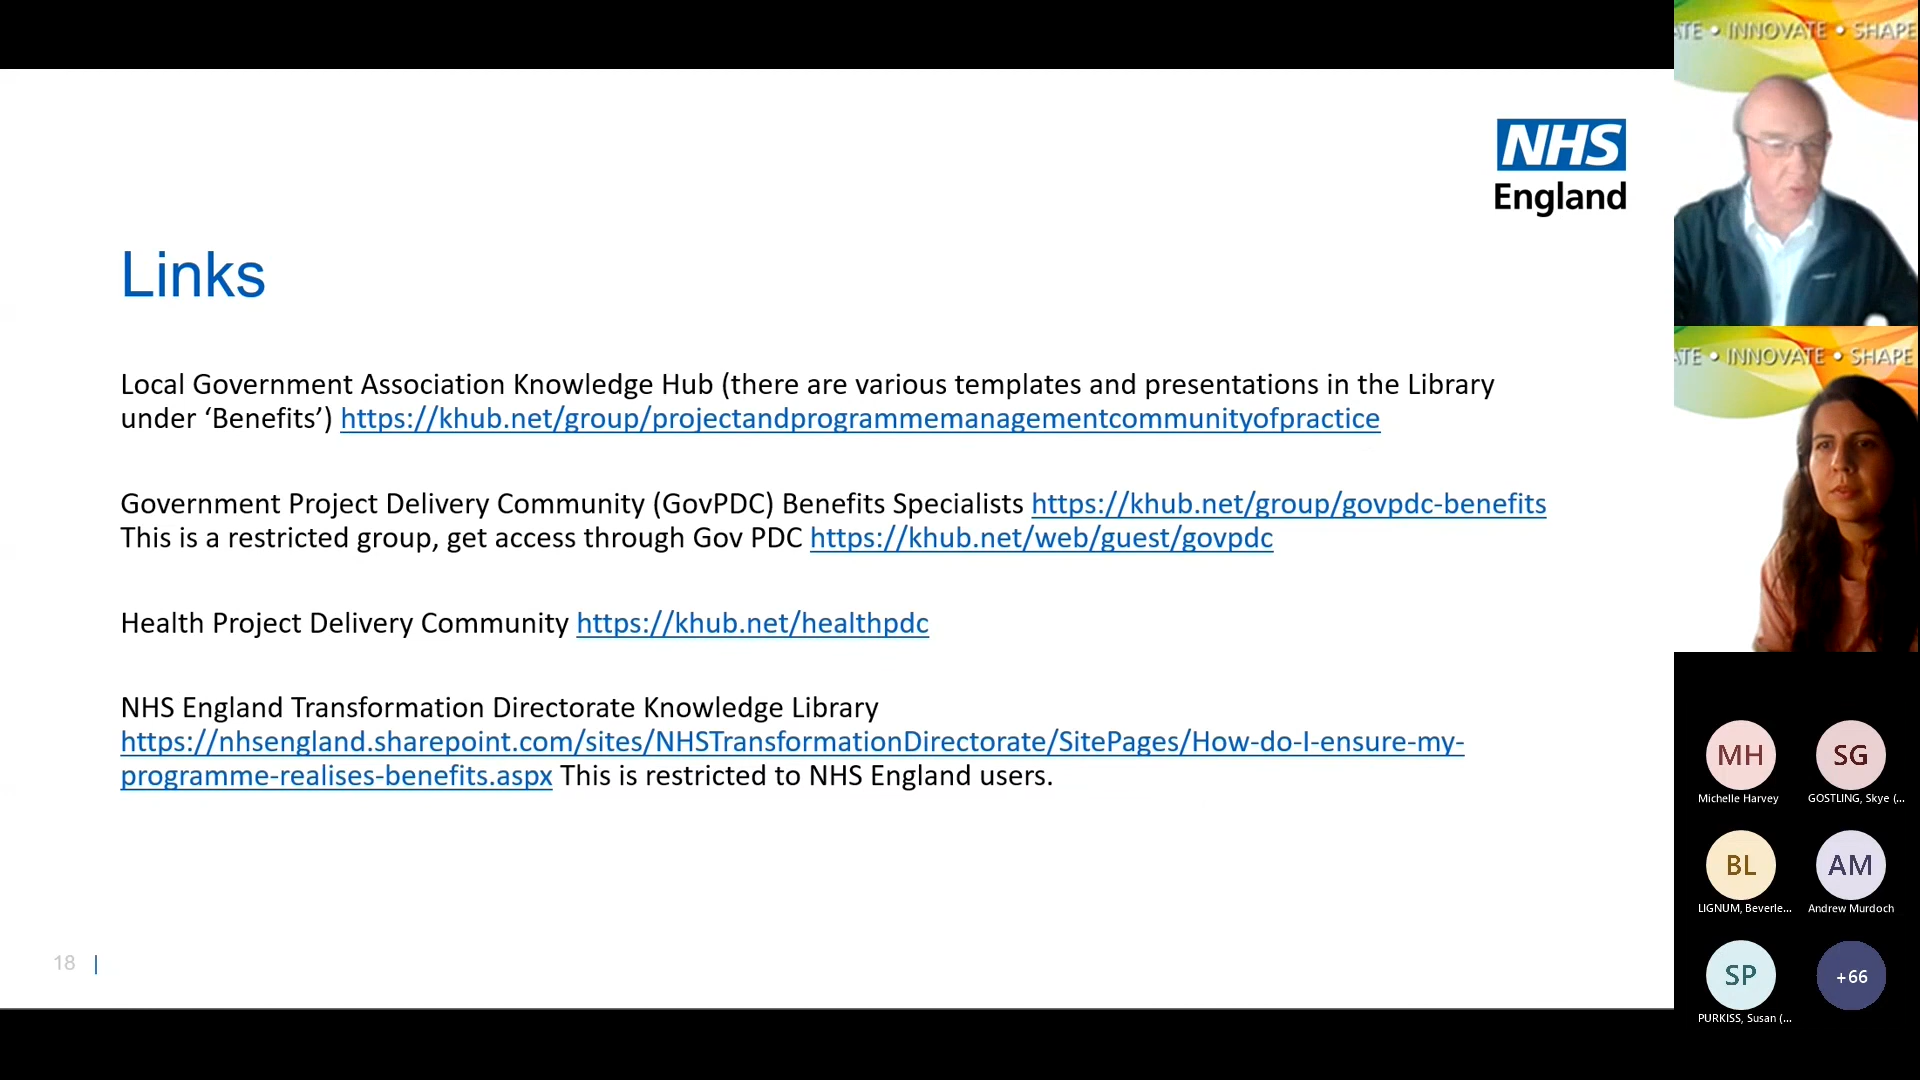 NHS
England
Links
Local Government Association Knowledge Hub (there are various templates and presentations in the Library
under ‘Benefits’) https://khub.net/group/projectandprogrammemanagementcommunityofpractice
Government Project Delivery Community (GovPDC) Benefits Specialists https://khub.net/group/govpdc-benefits
This is a restricted group, get access through Gov PDC https://khub.net/web/guest/govpdc
Health Project Delivery Community https://khub.net/healthpdc
NHS England Transformation Directorate Knowledge Library
https://nhsengland.sharepoint.com/sites/NHSTransformationDirectorate/SitePages/How-do-I-ensure-my-
programme-realises-benefits.aspx This is restricted to NHS England users.
18
ATE • INNOVATE • SHAPE
ATE • INNOVATE • SHAPE
MH
SG
Michelle Harvey
GOSTLING, Skye (...
BL
AM
LIGNUM, Beverle...
Andrew Murdoch
SP
+66
PURKISS, Susan (...